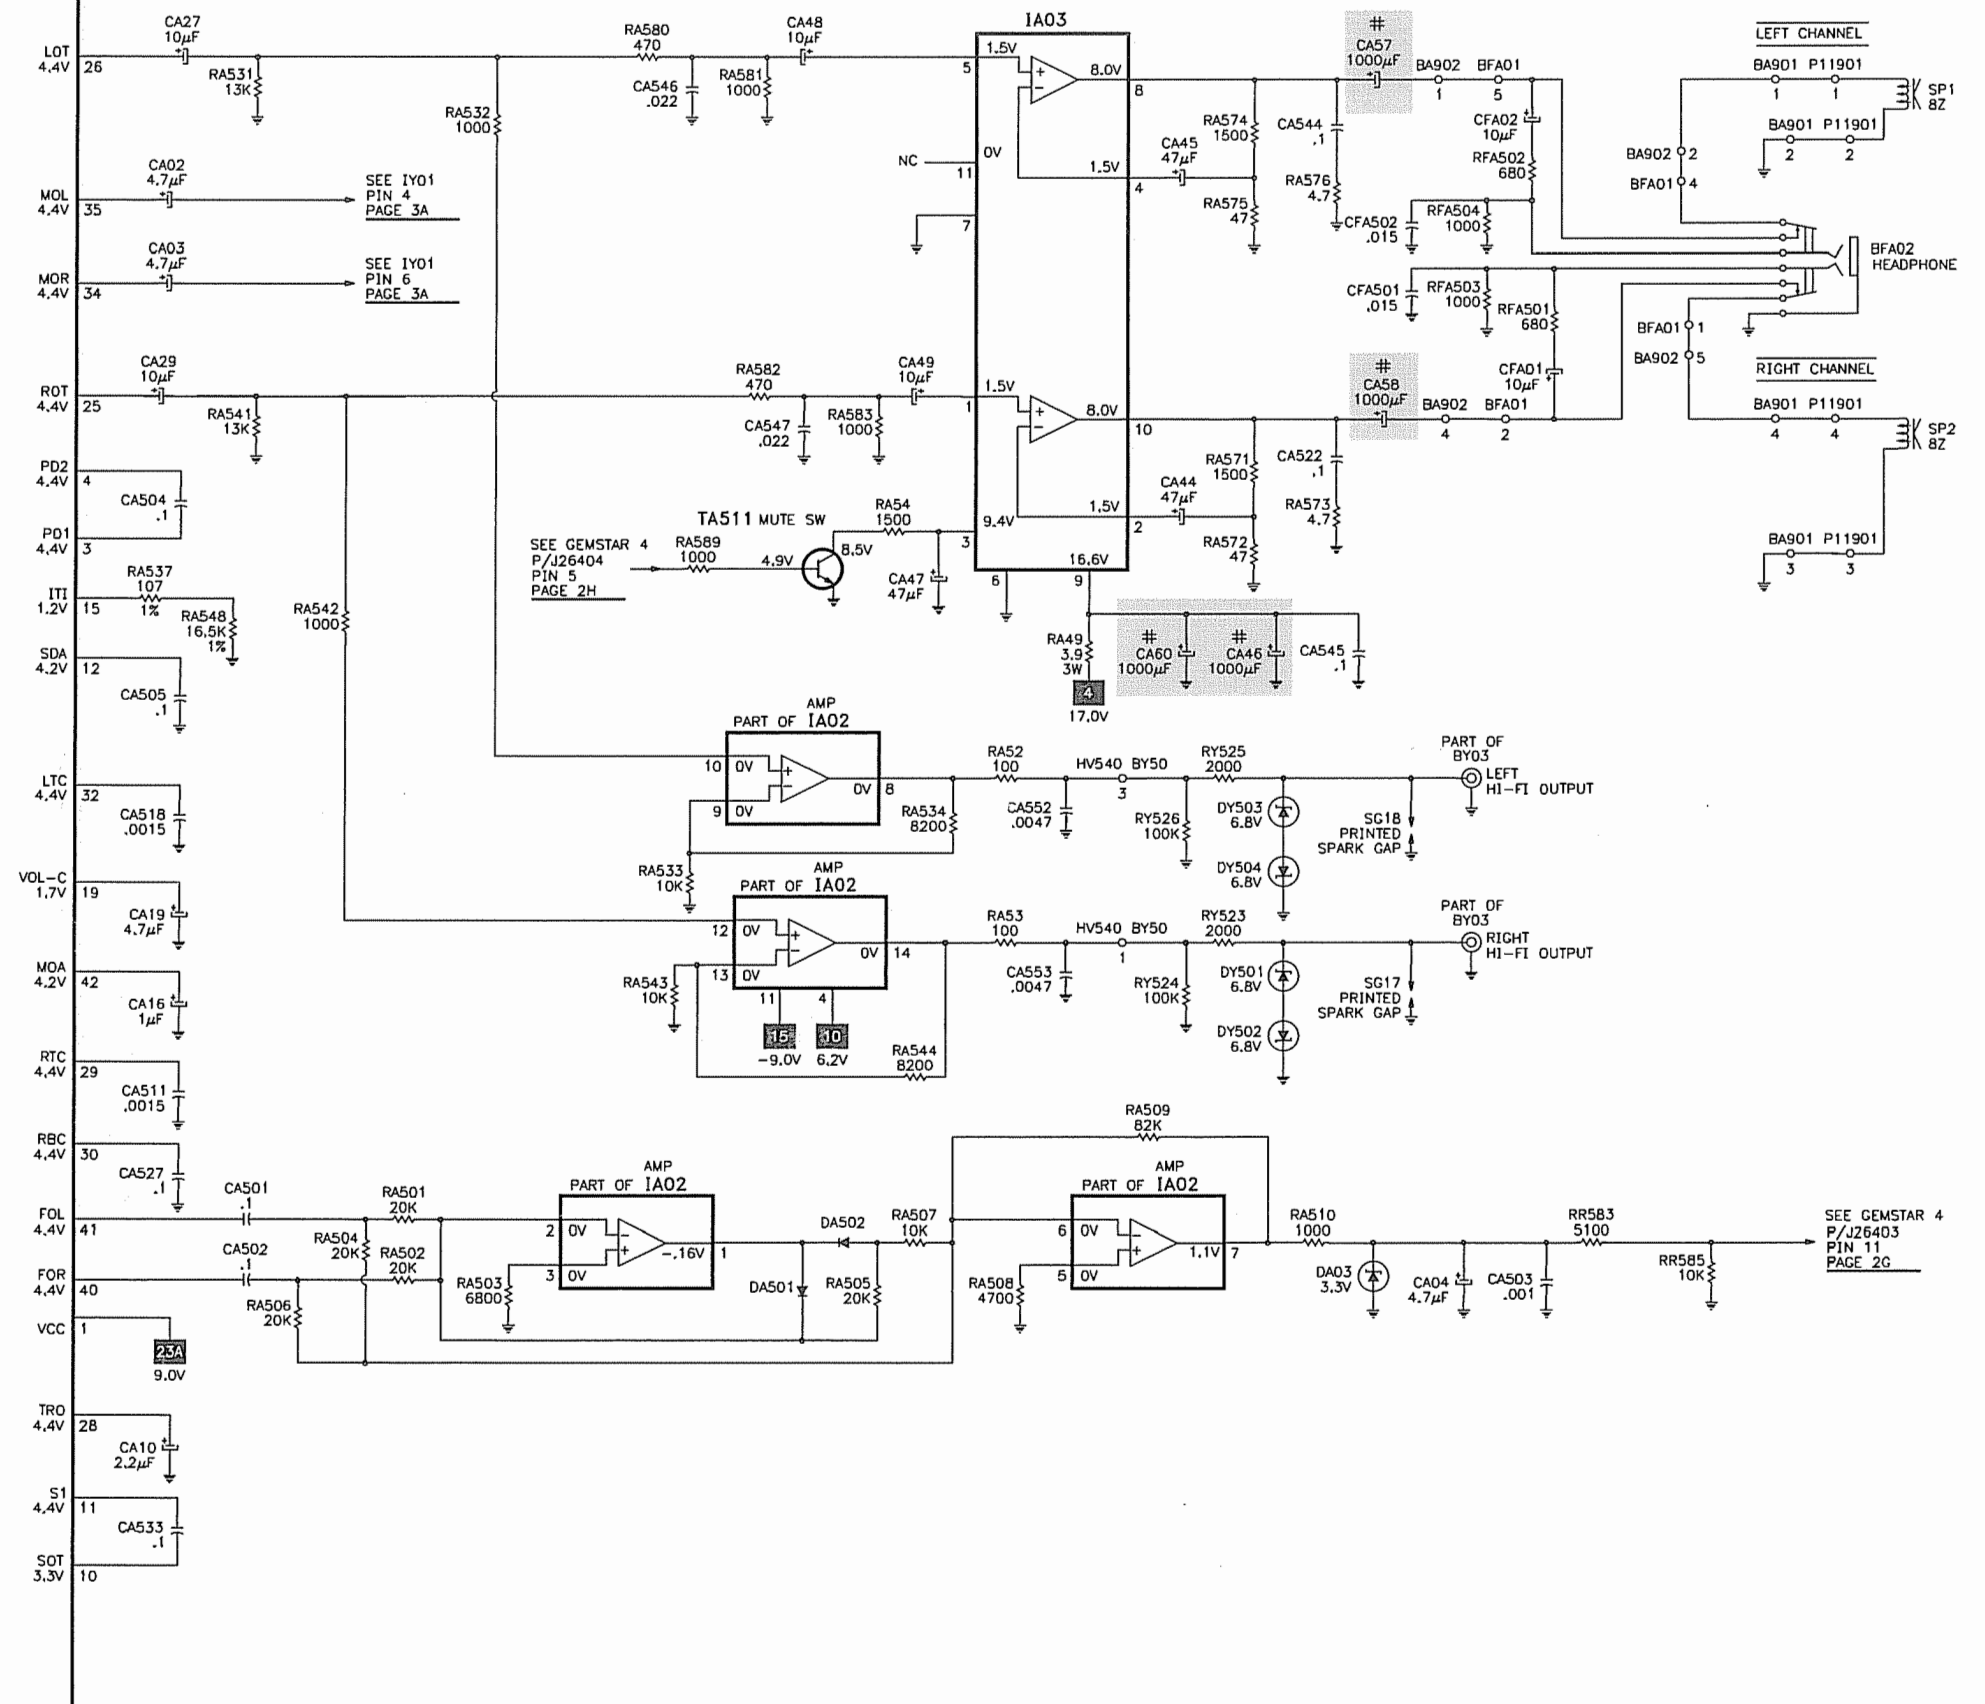 LOT
4.4V
26
CA27
10µF
RA531
13K
RA532
1000
RA580
470
CA546
.022
RA581
1000
CA48
10µF
IA03
5
1.5V
8.0V
8
NC
11
0V
7
1.5V
4
CA45
47µF
RA574
1500
RA575
47
CA544
.1
RA576
4.7
#
CA57
1000µF
BA902
1
BFA01
5
CFA02
10µF
RFA502
680
CFA502
.015
RFA504
1000
CFA501
.015
RFA503
1000
RFA501
680
CFA01
10µF
LEFT CHANNEL
BA901 P11901
1 1
SP1
8Z
BA901 P11901
2 2
BA902 2
BFA01 4
BFA02
HEADPHONE
BFA01 1
BA902 5
RIGHT CHANNEL
BA901 P11901
4 4
SP2
8Z
BA901 P11901
3 3
MOL
4.4V
35
CA02
4.7µF
SEE IY01
PIN 4
PAGE 3A
MOR
4.4V
34
CA03
4.7µF
SEE IY01
PIN 6
PAGE 3A
ROT
4.4V
25
CA29
10µF
RA541
13K
RA582
470
CA547
.022
RA583
1000
CA49
10µF
1
1.5V
8.0V
10
#
CA58
1000µF
BA902
4
BFA01
2
RA571
1500
CA522
.1
CA44
47µF
1.5V
2
RA573
4.7
RA572
47
PD2
4.4V
4
CA504
.1
PD1
4.4V
3
TA511 MUTE SW
SEE GEMSTAR 4
P/J26404
PIN 5
PAGE 2H
RA589
1000
4.9V
8.5V
RA54
1500
CA47
47µF
3
9.4V
16.6V
6
9
RA49
3.9
3W
4
17.0V
#
CA60
1000µF
#
CA46
1000µF
CA545
.1
ITI
1.2V
15
RA537
107
1%
RA548
16.5K
1%
RA542
1000
SDA
4.2V
12
CA505
.1
AMP
PART OF IA02
10
0V
9
0V
0V
8
RA533
10K
RA534
8200
RA52
100
CA552
.0047
HV540 BY50
3
RY526
100K
RY525
2000
DY503
6.8V
DY504
6.8V
SG18
PRINTED
SPARK GAP
PART OF
BY03
LEFT
HI-FI OUTPUT
LTC
4.4V
32
CA518
.0015
VOL-C
1.7V
19
CA19
4.7µF
AMP
PART OF IA02
12
0V
13
0V
0V
14
11
4
15
-9.0V
10
6.2V
RA543
10K
RA544
8200
RA53
100
CA553
.0047
HV540 BY50
1
RY524
100K
RY523
2000
DY501
6.8V
DY502
6.8V
SG17
PRINTED
SPARK GAP
PART OF
BY03
RIGHT
HI-FI OUTPUT
MOA
4.2V
42
CA16
1µF
RTC
4.4V
29
CA511
.0015
RBC
4.4V
30
CA527
.1
FOL
4.4V
41
CA501
.1
RA504
20K
RA501
20K
FOR
4.4V
40
CA502
.1
RA502
20K
RA506
20K
AMP
PART OF IA02
2
0V
3
0V
-.16V
1
RA503
6800
DA502
DA501
RA505
20K
RA507
10K
RA509
82K
AMP
PART OF IA02
6
0V
5
0V
1.1V
7
RA508
4700
RA510
1000
DA03
3.3V
CA04
4.7µF
CA503
.001
RR583
5100
RR585
10K
SEE GEMSTAR 4
P/J26403
PIN 11
PAGE 2G
VCC
1
23A
9.0V
TRO
4.4V
28
CA10
2.2µF
S1
4.4V
11
CA533
.1
SOT
3.3V
10